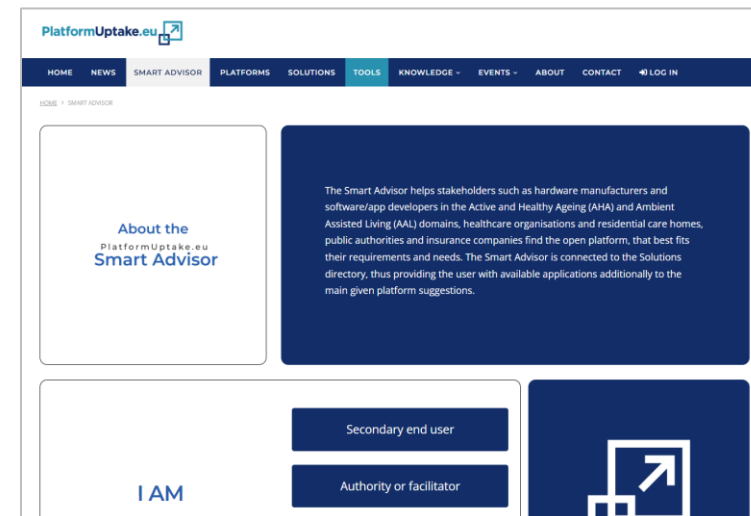 PlatformUptake.eu
HOME NEWS SMART ADVISOR PLATFORMS SOLUTIONS TOOLS KNOWLEDGE EVENTS ABOUT CONTACT LOG IN
HOME > SMART ADVISOR
About the
PlatformUptake.eu
Smart Advisor
The Smart Advisor helps stakeholders such as hardware manufacturers and
software/app developers in the Active and Healthy Ageing (AHA) and Ambient
Assisted Living (AAL) domains, healthcare organisations and residential care homes,
public authorities and insurance companies find the open platform, that best fits
their requirements and needs. The Smart Advisor is connected to the Solutions
directory, thus providing the user with available applications additionally to the
main given platform suggestions.
I AM
Secondary end user
Authority or facilitator